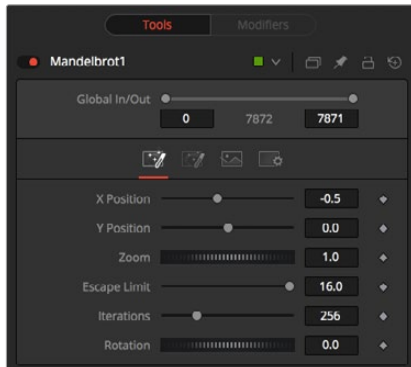 Tools Modifiers
Mandelbrot1
Global In/Out
0 7872 7871
X Position -0.5
Y Position 0.0
Zoom 1.0
Escape Limit 16.0
Iterations 256
Rotation 0.0